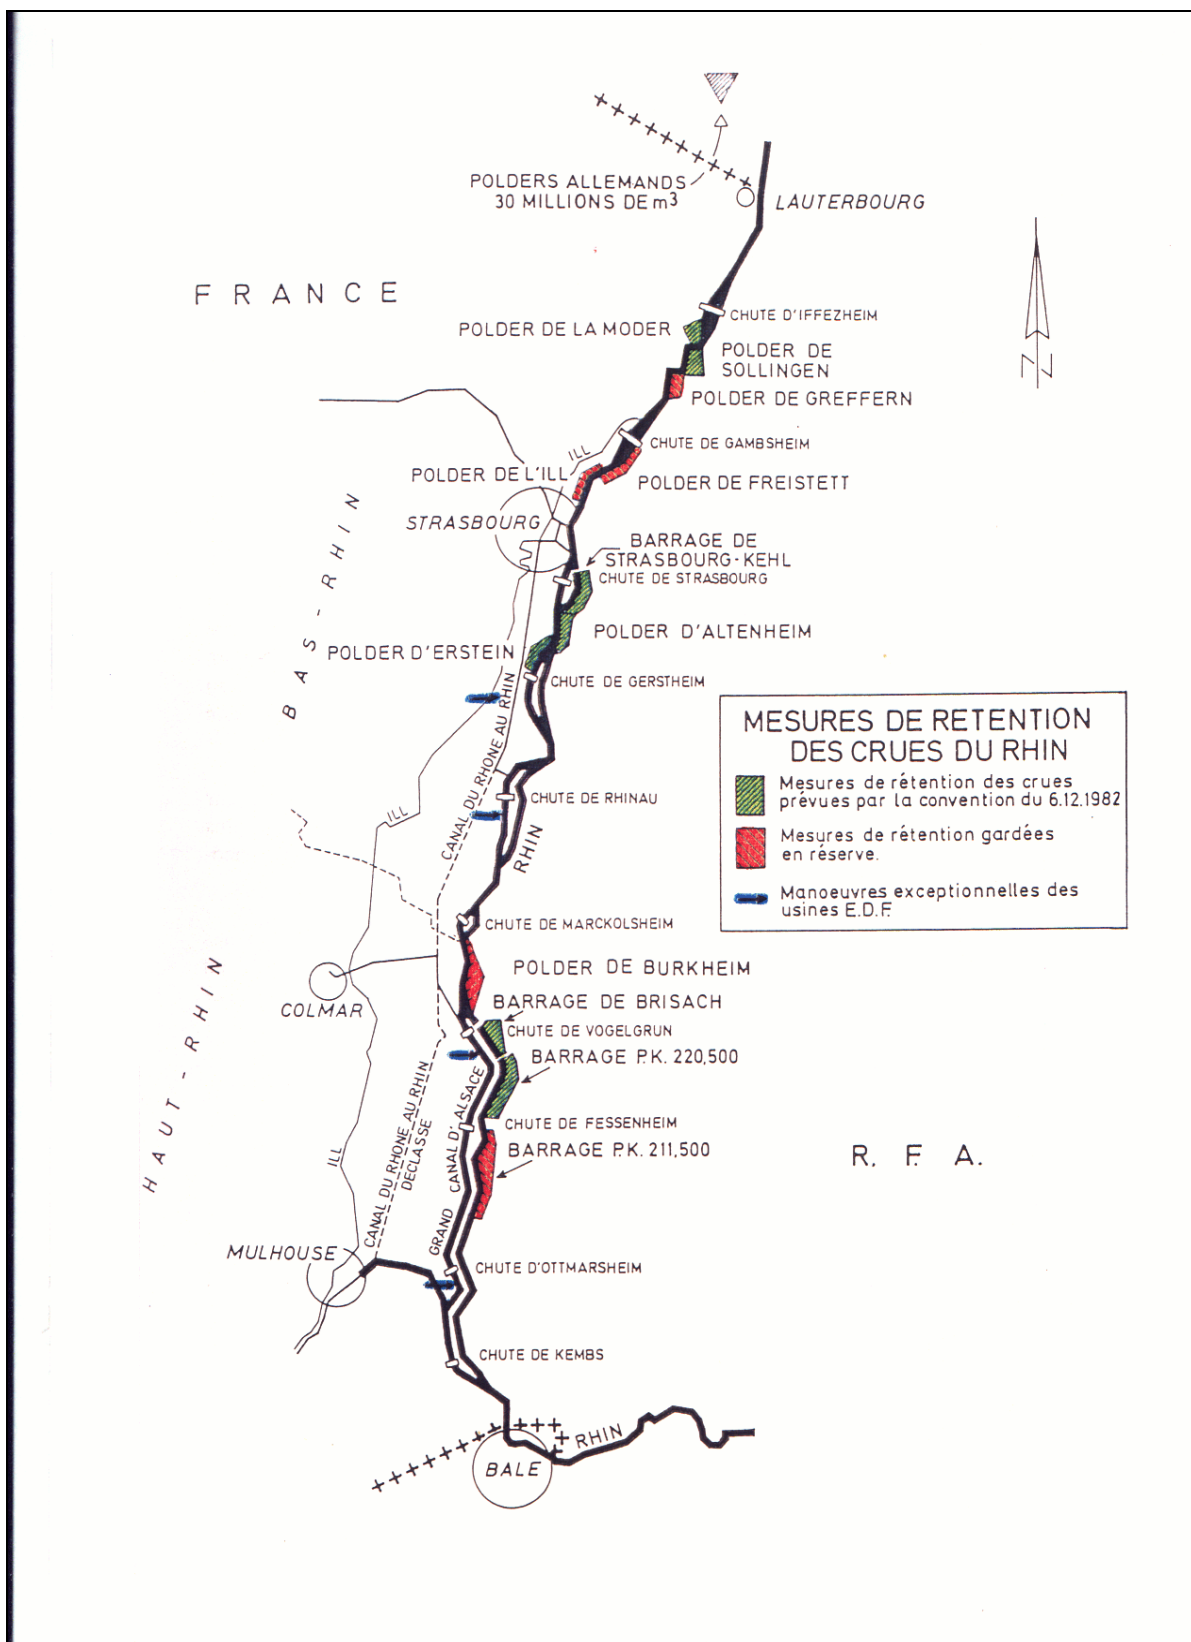 POLDERS ALLEMANDS
30 MILLIONS DE m³
LAUTERBOURG
FRANCE
CHUTE D'IFFEZHEIM
POLDER DE LA MODER
POLDER DE
SOLLINGEN
POLDER DE GREFFERN
N
CHUTE DE GAMBSHEIM
ILL
POLDER DE L'ILL
POLDER DE FREISTETT
STRASBOURG
BARRAGE DE
STRASBOURG-KEHL
CHUTE DE STRASBOURG
BAS-RHIN
POLDER D'ALTENHEIM
POLDER D'ERSTEIN
CHUTE DE GERSTHEIM
CANAL DU RHONE AU RHIN
MESURES DE RETENTION
DES CRUES DU RHIN
Mesures de rétention des crues
prévues par la convention du 6.12.1982
Mesures de rétention gardées
en réserve.
Manoeuvres exceptionnelles des
usines E.D.F.
CHUTE DE RHINAU
ILL
RHIN
CHUTE DE MARCKOLSHEIM
POLDER DE BURKHEIM
COLMAR
BARRAGE DE BRISACH
CHUTE DE VOGELGRUN
BARRAGE P.K. 220,500
HAUT-RHIN
CANAL DU RHONE AU RHIN
DECLASSE
GRAND CANAL D'ALSACE
CHUTE DE FESSENHEIM
BARRAGE P.K. 211,500
R. F. A.
ILL
MULHOUSE
CHUTE D'OTTMARSHEIM
CHUTE DE KEMBS
RHIN
BALE